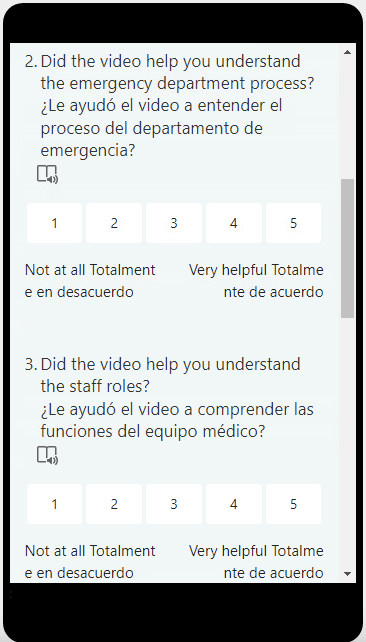 2. Did the video help you understand
the emergency department process?
¿Le ayudó el video a entender el
proceso del departamento de
emergencia?
1 2 3 4 5
Not at all Totalment Very helpful Totalme
e en desacuerdo nte de acuerdo
3. Did the video help you understand
the staff roles?
¿Le ayudó el video a comprender las
funciones del equipo médico?
1 2 3 4 5
Not at all Totalment Very helpful Totalme
e en desacuerdo nte de acuerdo